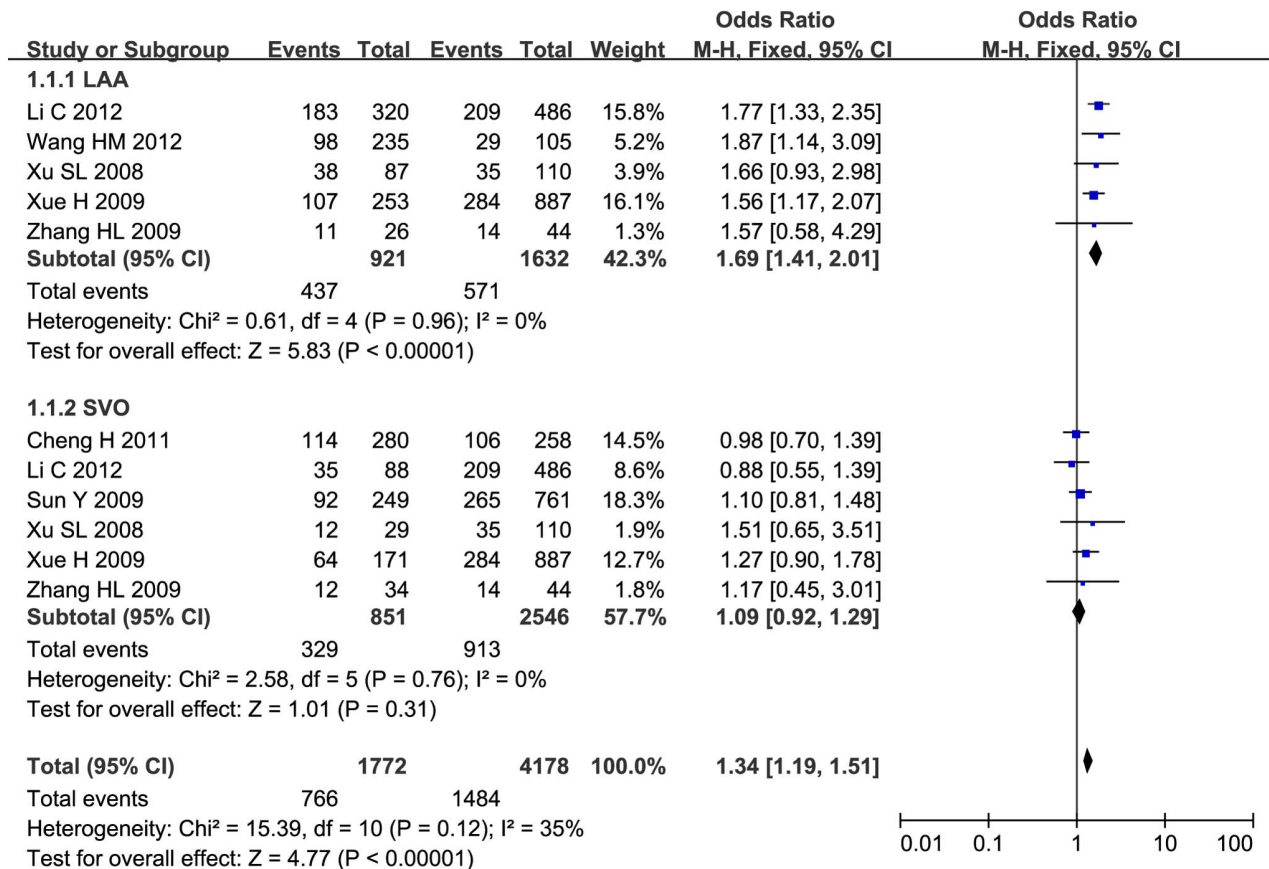 Odds Ratio Odds Ratio
Study or Subgroup Events Total Events Total Weight M-H, Fixed, 95% CI M-H, Fixed, 95% CI
1.1.1 LAA
Li C 2012 183 320 209 486 15.8% 1.77 [1.33, 2.35]
Wang HM 2012 98 235 29 105 5.2% 1.87 [1.14, 3.09]
Xu SL 2008 38 87 35 110 3.9% 1.66 [0.93, 2.98]
Xue H 2009 107 253 284 887 16.1% 1.56 [1.17, 2.07]
Zhang HL 2009 11 26 14 44 1.3% 1.57 [0.58, 4.29]
Subtotal (95% CI) 921 1632 42.3% 1.69 [1.41, 2.01]
Total events 437 571
Heterogeneity: Chi² = 0.61, df = 4 (P = 0.96); I² = 0%
Test for overall effect: Z = 5.83 (P < 0.00001)
1.1.2 SVO
Cheng H 2011 114 280 106 258 14.5% 0.98 [0.70, 1.39]
Li C 2012 35 88 209 486 8.6% 0.88 [0.55, 1.39]
Sun Y 2009 92 249 265 761 18.3% 1.10 [0.81, 1.48]
Xu SL 2008 12 29 35 110 1.9% 1.51 [0.65, 3.51]
Xue H 2009 64 171 284 887 12.7% 1.27 [0.90, 1.78]
Zhang HL 2009 12 34 14 44 1.8% 1.17 [0.45, 3.01]
Subtotal (95% CI) 851 2546 57.7% 1.09 [0.92, 1.29]
Total events 329 913
Heterogeneity: Chi² = 2.58, df = 5 (P = 0.76); I² = 0%
Test for overall effect: Z = 1.01 (P = 0.31)
Total (95% CI) 1772 4178 100.0% 1.34 [1.19, 1.51]
Total events 766 1484
Heterogeneity: Chi² = 15.39, df = 10 (P = 0.12); I² = 35%
Test for overall effect: Z = 4.77 (P < 0.00001)
0.01 0.1 1 10 100